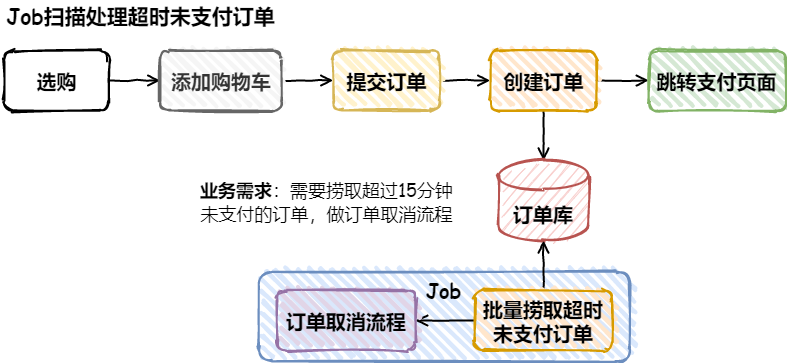 Job扫描处理超时未支付订单
选购
添加购物车
提交订单
创建订单
跳转支付页面
业务需求：需要捞取超过15分钟
未支付的订单，做订单取消流程
订单库
Job
订单取消流程
批量捞取超时
未支付订单